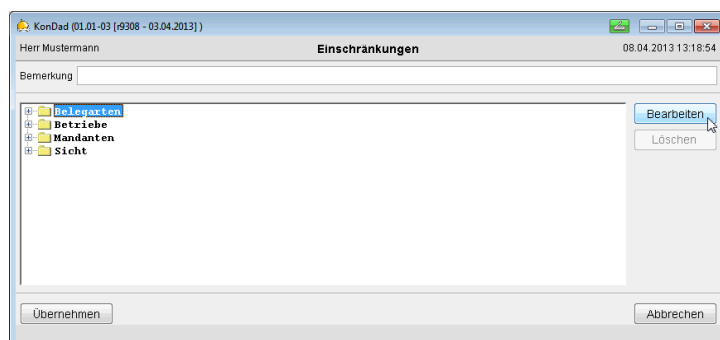 KonDad (01.01-03 [r9308 - 03.04.2013] )
Herr Mustermann Einschränkungen 08.04.2013 13:18:54
Bemerkung
Belegarten Bearbeiten
Betriebe
Mandanten Löschen
Sicht
Übernehmen Abbrechen